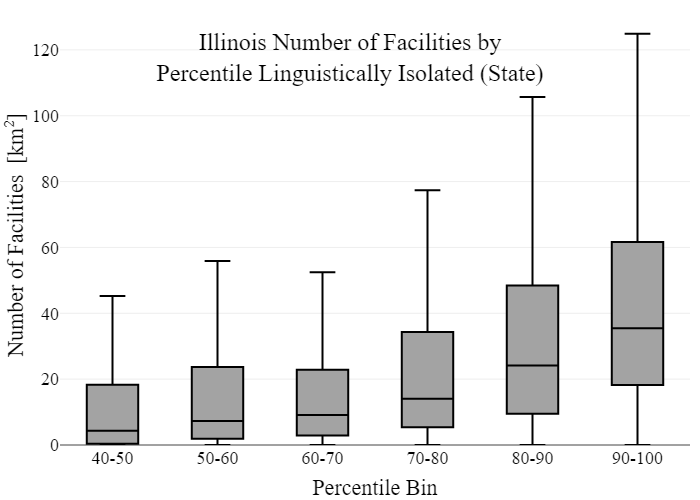 Illinois Number of Facilities by
Percentile Linguistically Isolated (State)
Number of Facilities [km²]
120
100
80
60
40
20
0
40-50 50-60 60-70 70-80 80-90 90-100
Percentile Bin